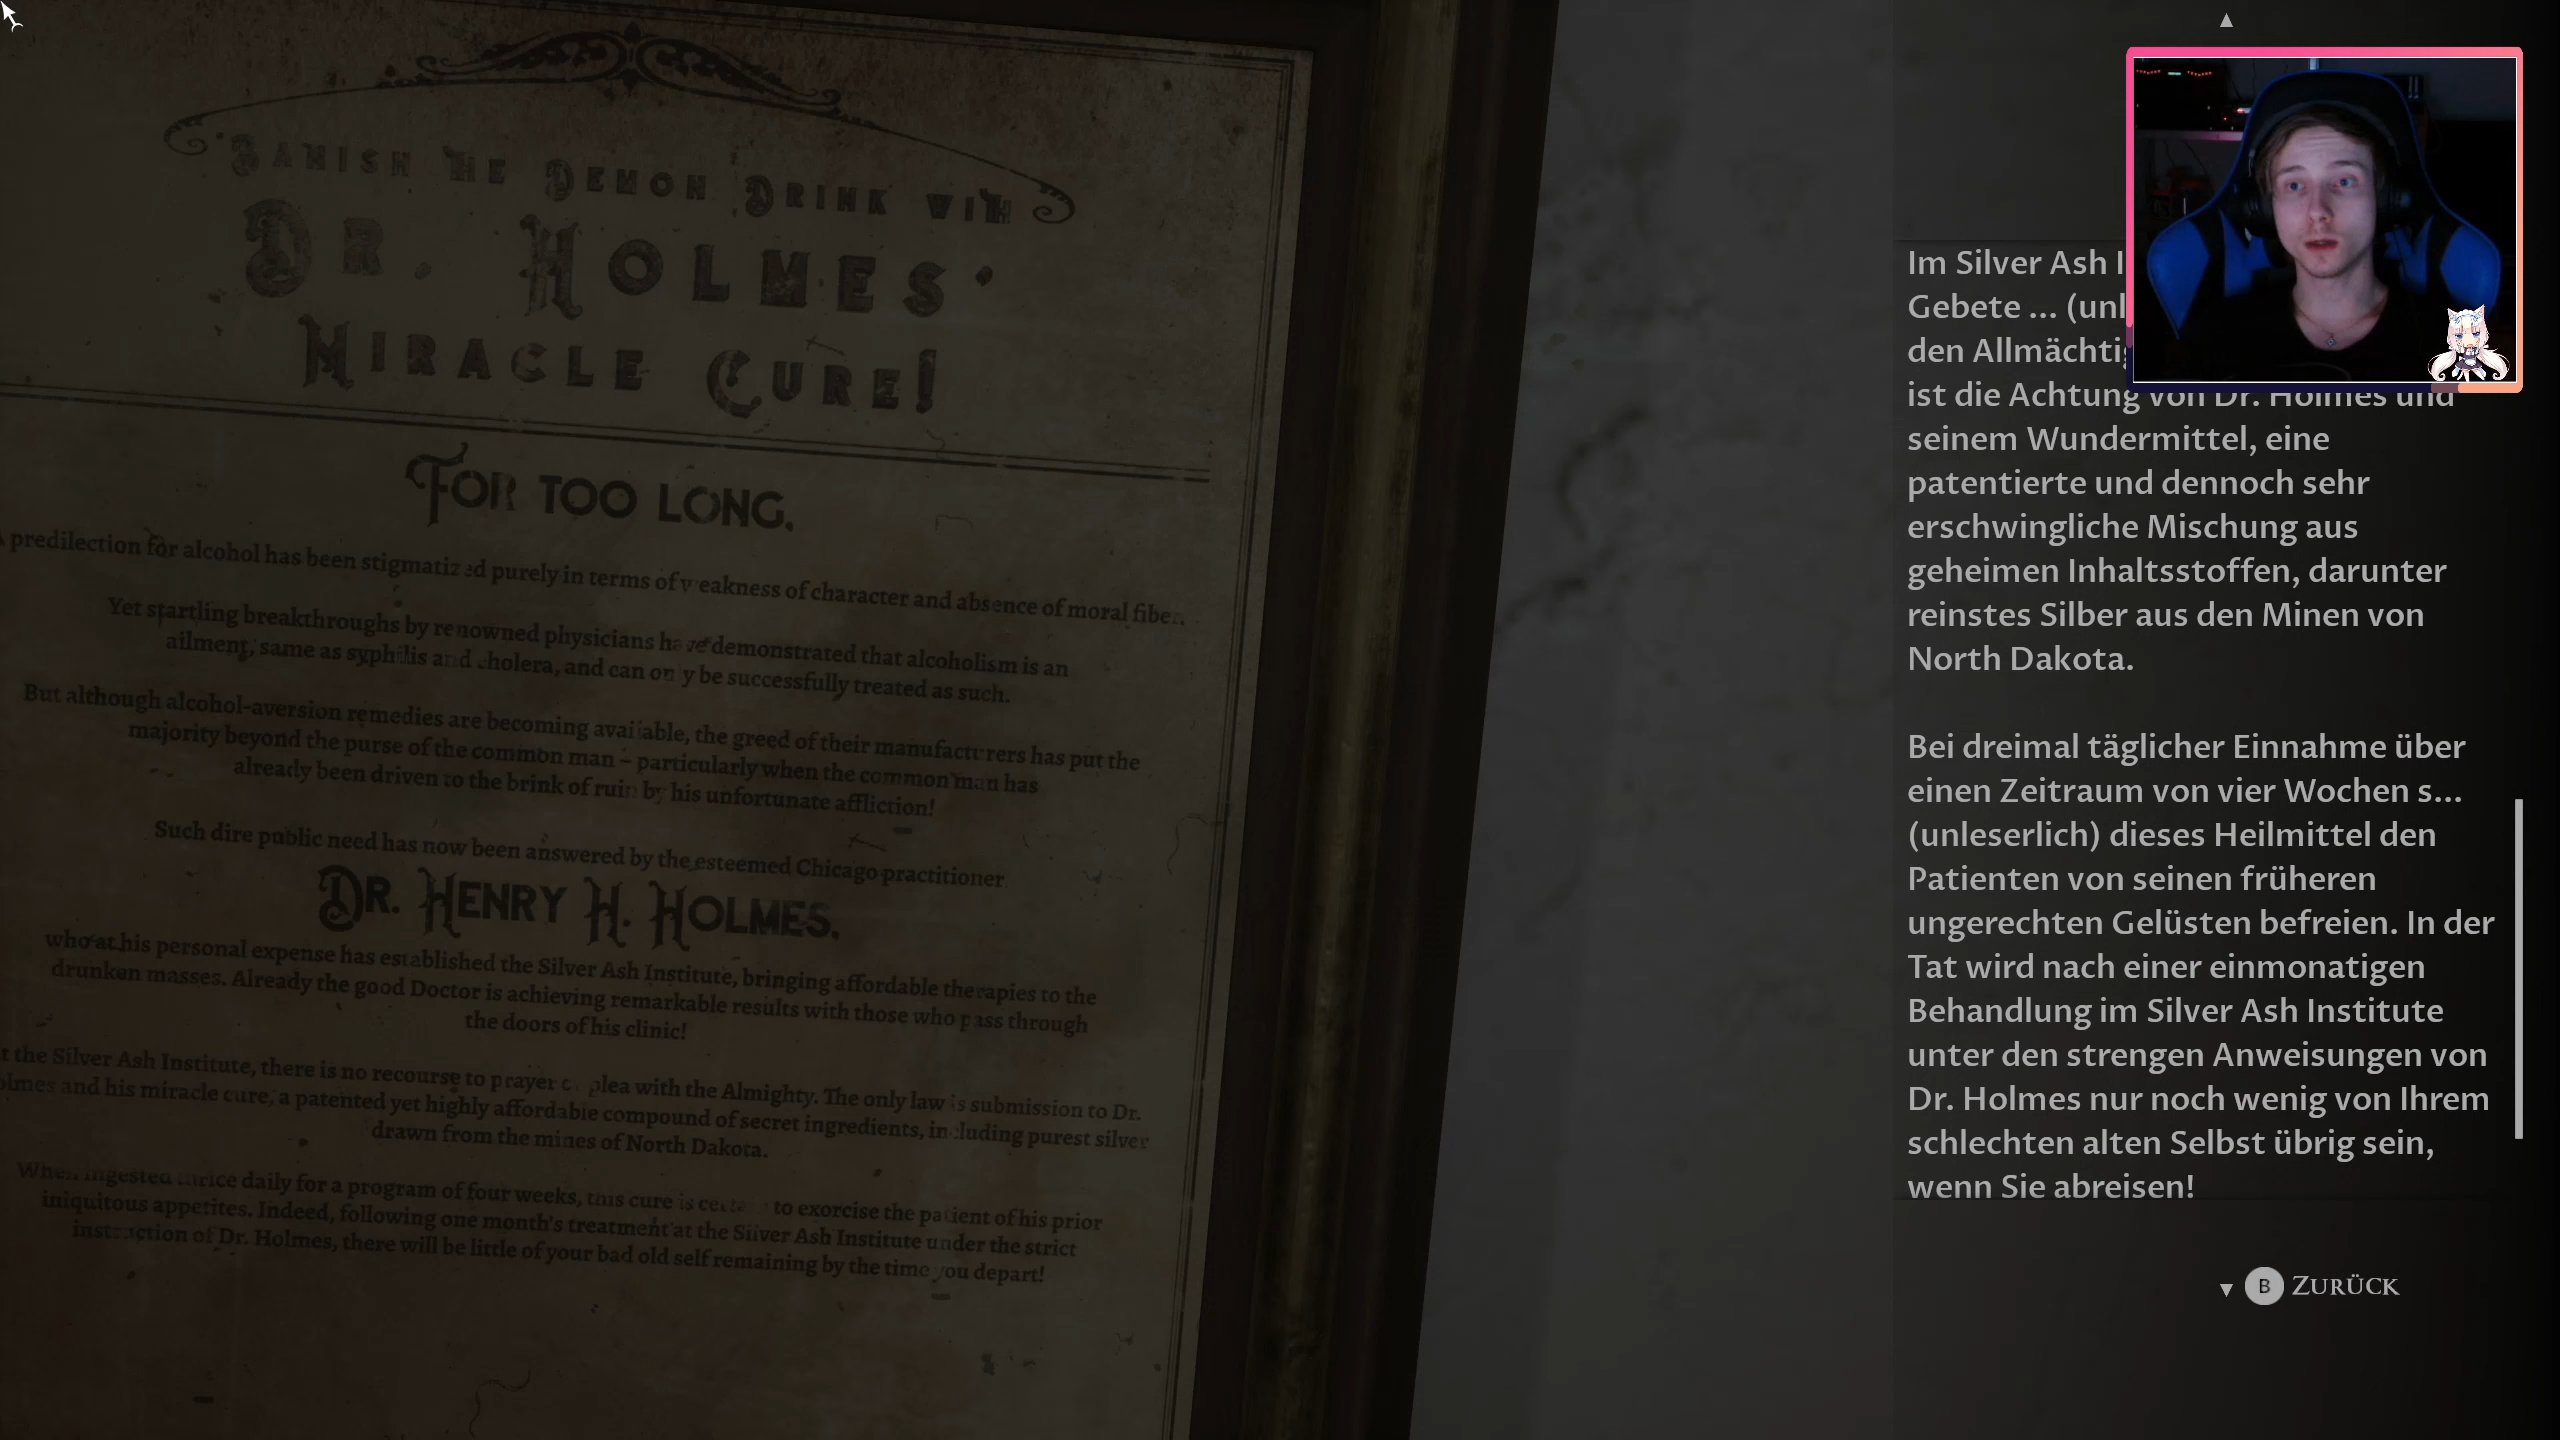 BANISH THE DEMON DRINK WITH
DR. HOLMES'
MIRACLE CURE!
FOR TOO LONG,
A predilection for alcohol has been stigmatized purely in terms of weakness of character and absence of moral fiber.
Yet startling breakthroughs by renowned physicians have demonstrated that alcoholism is an
ailment, same as syphilis and cholera, and can only be successfully treated as such.
But although alcohol-aversion remedies are becoming available, the greed of their manufacturers has put the
majority beyond the purse of the common man – particularly when the common man has
already been driven to the brink of ruin by his unfortunate affliction!
Such dire public need has now been answered by the esteemed Chicago practitioner
DR. HENRY H. HOLMES.
who at his personal expense has established the Silver Ash Institute, bringing affordable therapies to the
drunken masses. Already the good Doctor is achieving remarkable results with those who pass through
the doors of his clinic!
the Silver Ash Institute, there is no recourse to prayer or plea with the Almighty. The only law is submission to Dr.
and his miracle cure, a patented yet highly affordable compound of secret ingredients, including purest silver
drawn from the mines of North Dakota.
When ingested thrice daily for a program of four weeks, this cure is certain to exorcise the patient of his prior
iniquitous appetites. Indeed, following one month's treatment at the Silver Ash Institute under the strict
instruction of Dr. Holmes, there will be little of your bad old self remaining by the time you depart!
Im Silver Ash
Gebete ...
den
ist die Achtung von Dr. Holmes und
seinem Wundermittel, eine
patentierte und dennoch sehr
erschwingliche Mischung aus
geheimen Inhaltsstoffen, darunter
reinstes Silber aus den Minen von
North Dakota.
Bei dreimal täglicher Einnahme über
einen Zeitraum von vier Wochen s...
(unleserlich) dieses Heilmittel den
Patienten von seinen früheren
ungerechten Gelüsten befreien. In der
Tat wird nach einer einmonatigen
Behandlung im Silver Ash Institute
unter den strengen Anweisungen von
Dr. Holmes nur noch wenig von Ihrem
schlechten alten Selbst übrig sein,
wenn Sie abreisen!
B ZURÜCK